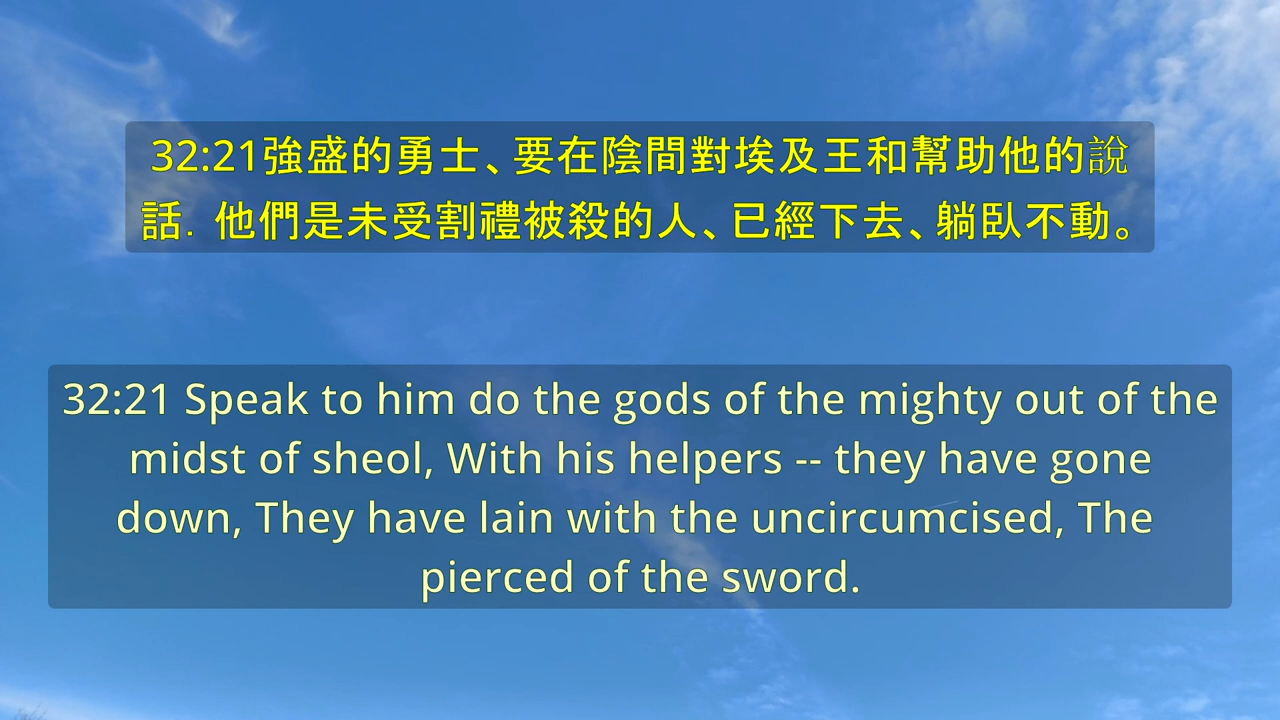 32:21強盛的勇士、要在陰間對埃及王和幫助他的說
話．他們是未受割禮被殺的人、已經下去、躺臥不動。
32:21 Speak to him do the gods of the mighty out of the
midst of sheol, With his helpers -- they have gone
down, They have lain with the uncircumcised, The
pierced of the sword.